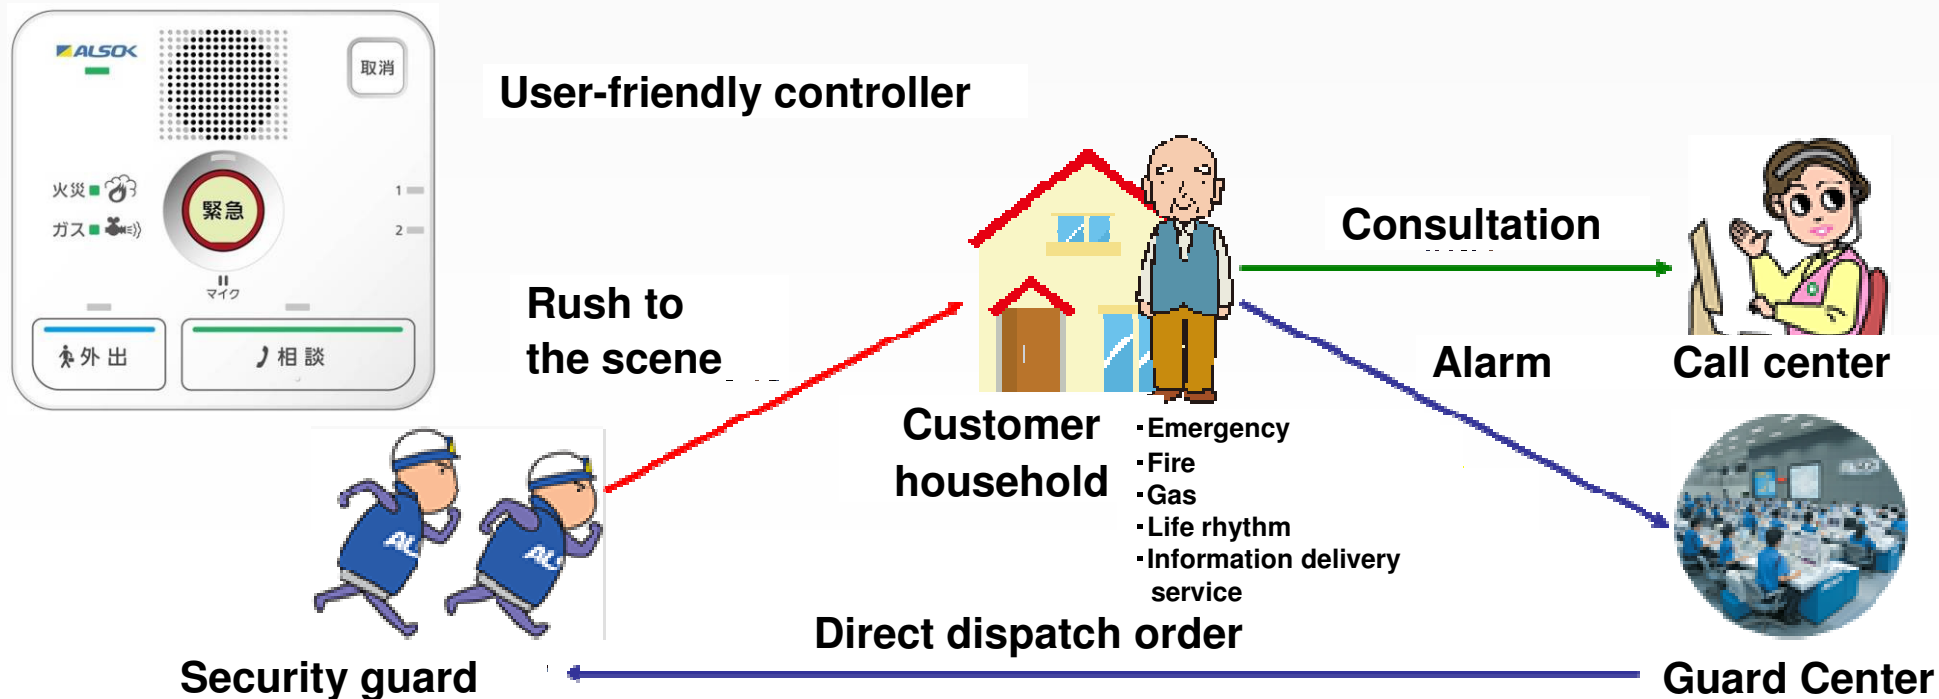 ALSOK
取消
火災
ガス
緊急
1
2
マイク
外出
相談
User-friendly controller
Rush to
the scene
Consultation
Alarm
Call center
Customer
household
・Emergency
・Fire
・Gas
・Life rhythm
・Information delivery
service
Direct dispatch order
Security guard
Guard Center
AL
ALS